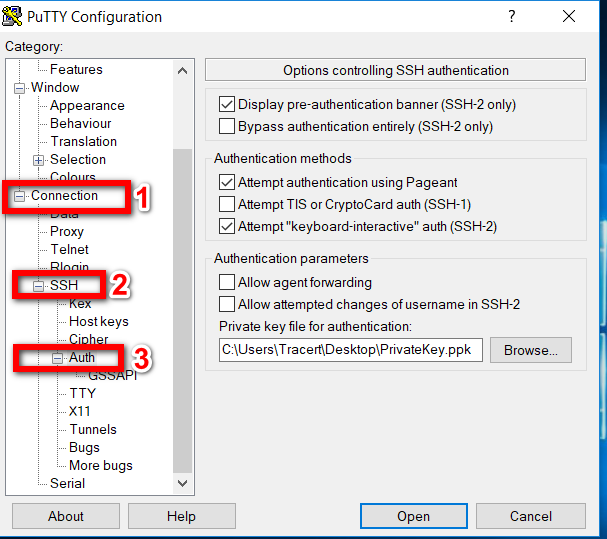 PuTTY Configuration
?
Category:
Features
Window
Appearance
Behaviour
Translation
Selection
Colours
Connection 1
Data
Proxy
Telnet
Rlogin
SSH 2
Kex
Host keys
Cipher
Auth 3
GSSAPI
TTY
X11
Tunnels
Bugs
More bugs
Serial
Options controlling SSH authentication
Display pre-authentication banner (SSH-2 only)
Bypass authentication entirely (SSH-2 only)
Authentication methods
Attempt authentication using Pageant
Attempt TIS or CryptoCard auth (SSH-1)
Attempt "keyboard-interactive" auth (SSH-2)
Authentication parameters
Allow agent forwarding
Allow attempted changes of username in SSH-2
Private key file for authentication:
C:\Users\Tracert\Desktop\PrivateKey.ppk Browse...
About Help Open Cancel